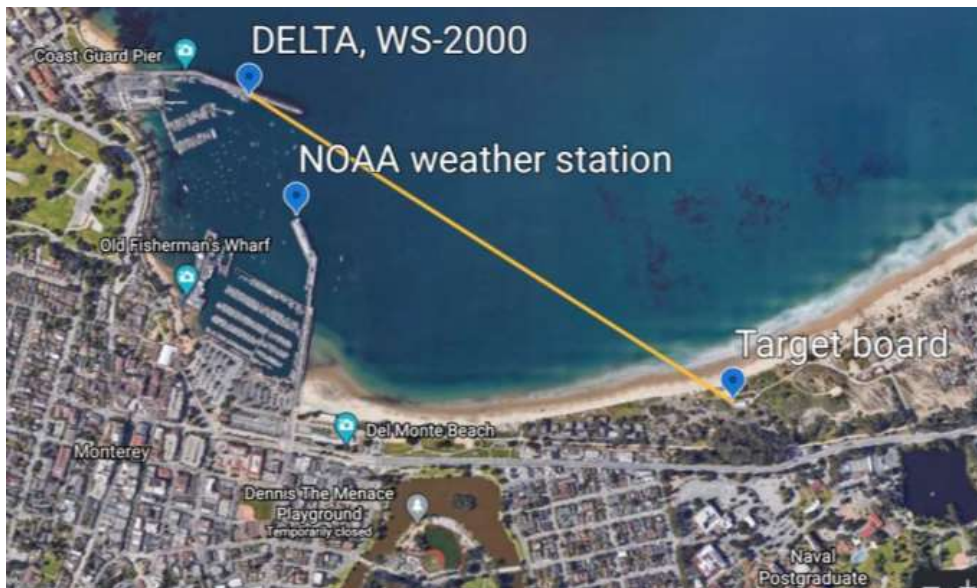 DELTA, WS-2000
Coast Guard Pier
NOAA weather station
Old Fisherman's Wharf
Target board
Del Monte Beach
Monterey
Dennis The Menace
Playground
Temporarily closed
Naval
Postgraduate